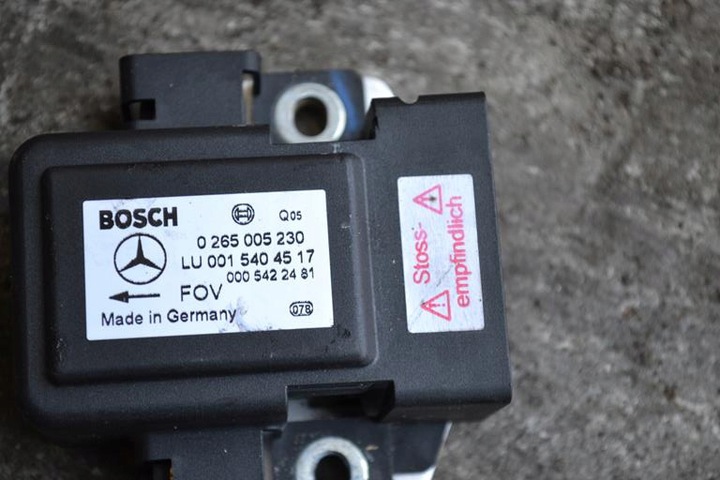 BOSCH Q05
0 265 005 230
LU 001 540 45 17
000 542 24 81
FOV
Made in Germany 078
Stoss-
empfindlich